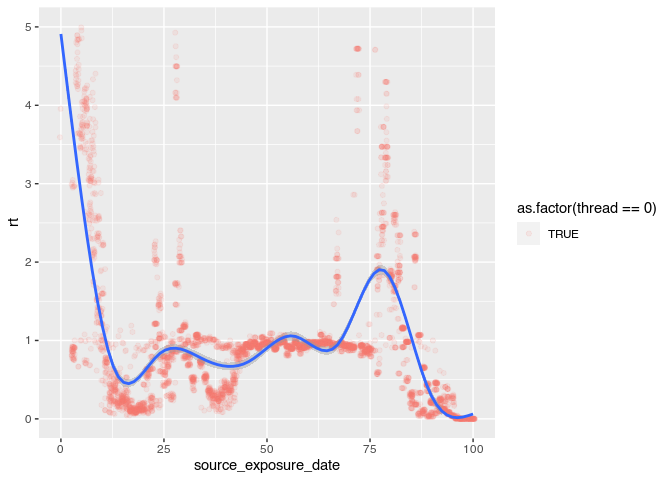 5
4
3
2
1
0
rt
0 25 50 75 100
source_exposure_date
as.factor(thread == 0)
TRUE